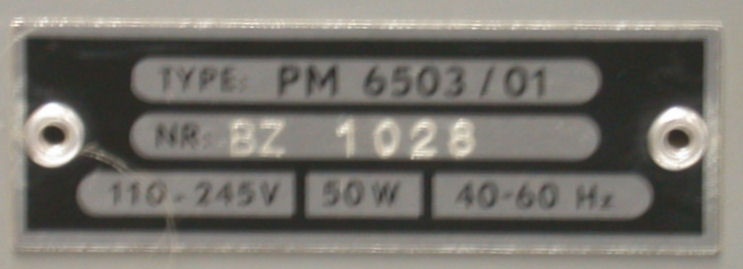 TYPE: PM 6503/01
NR: BZ 1028
110-245V 50W 40-60 Hz